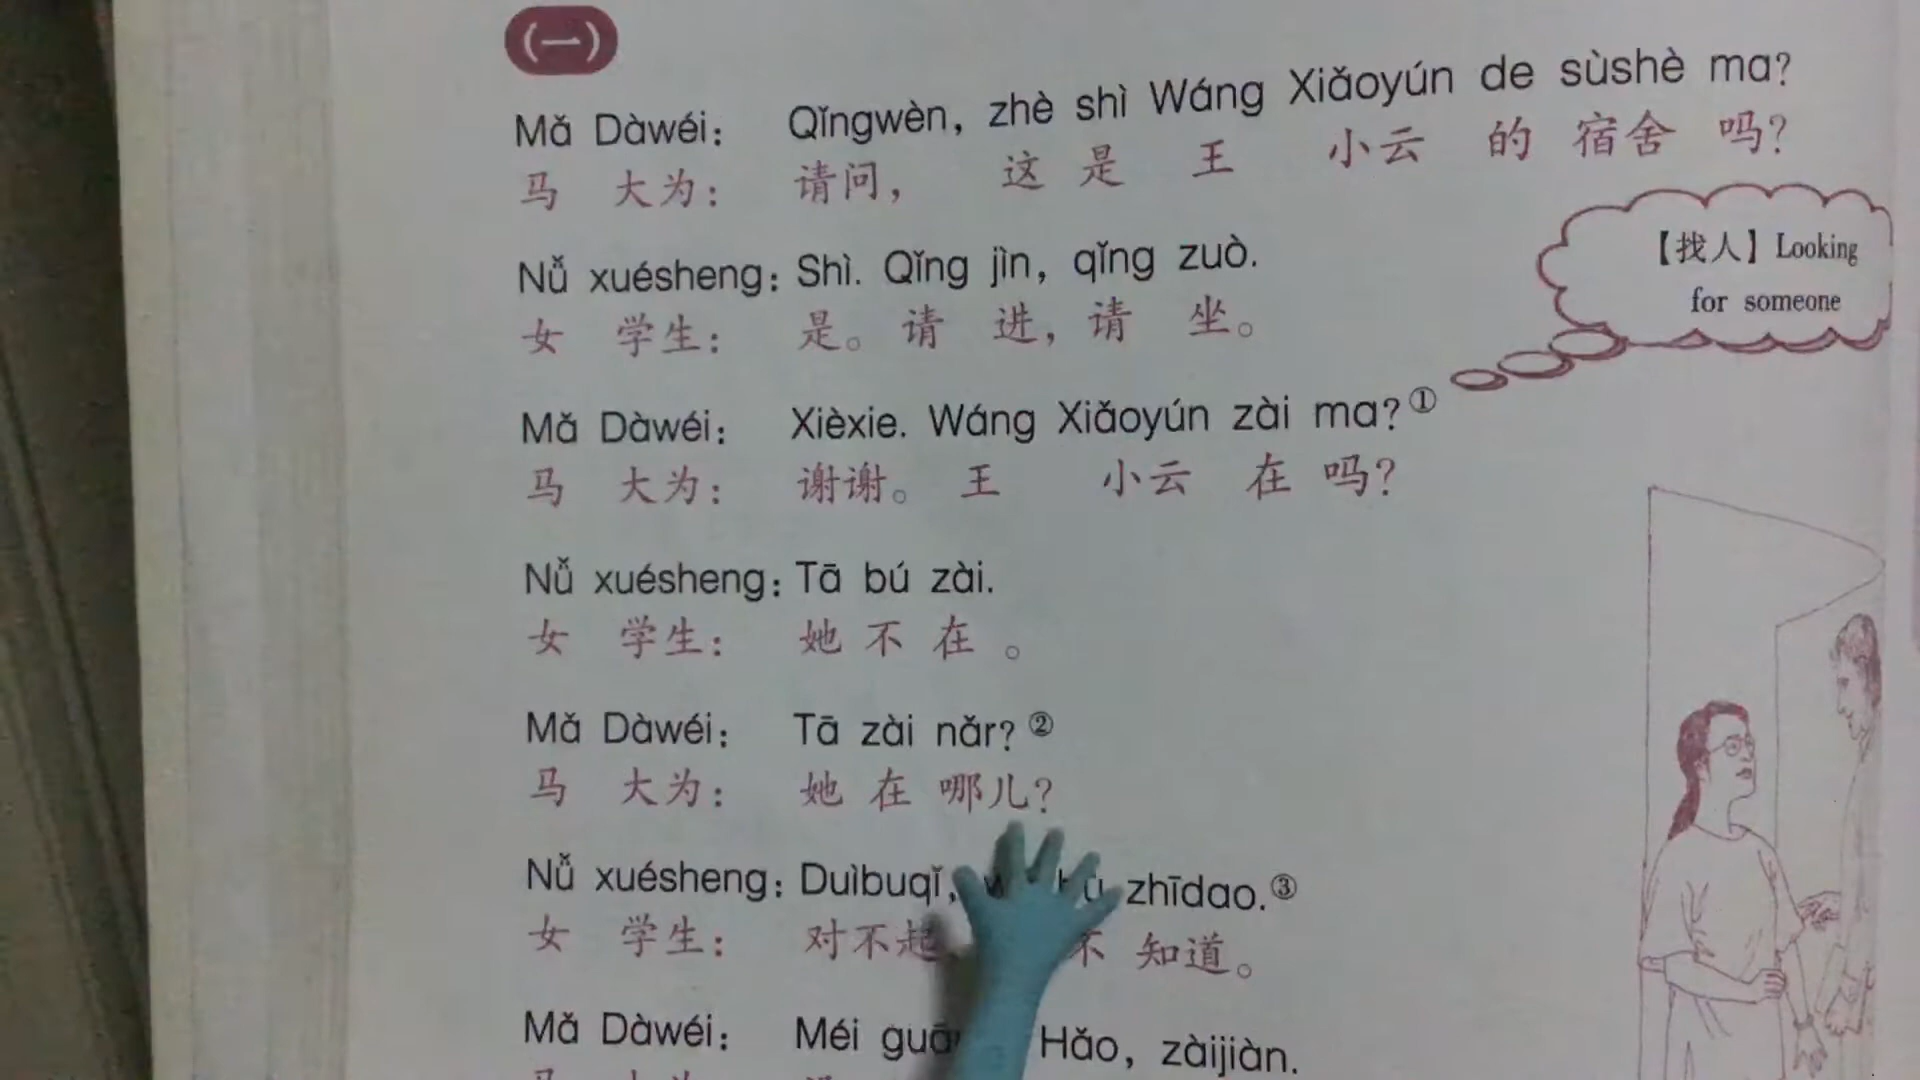 (一)
Mǎ Dàwéi: Qǐngwèn, zhè shì Wáng Xiǎoyún de sùshè ma?
马 大为: 请问, 这 是 王 小云 的 宿舍 吗?
Nǚ xuésheng: Shì. Qǐng jìn, qǐng zuò.
女 学生: 是。请 进, 请 坐。
【找人】Looking
for someone
Mǎ Dàwéi: Xièxie. Wáng Xiǎoyún zài ma?①
马 大为: 谢谢。 王 小云 在 吗?
Nǚ xuésheng: Tā bú zài.
女 学生: 她 不 在 。
Mǎ Dàwéi: Tā zài nǎr?②
马 大为: 她 在 哪儿?
Nǚ xuésheng: Duìbuqǐ, zhīdao.③
女 学生: 对不起 不 知道。
Mǎ Dàwéi: Méi Hǎo, zàijiàn.